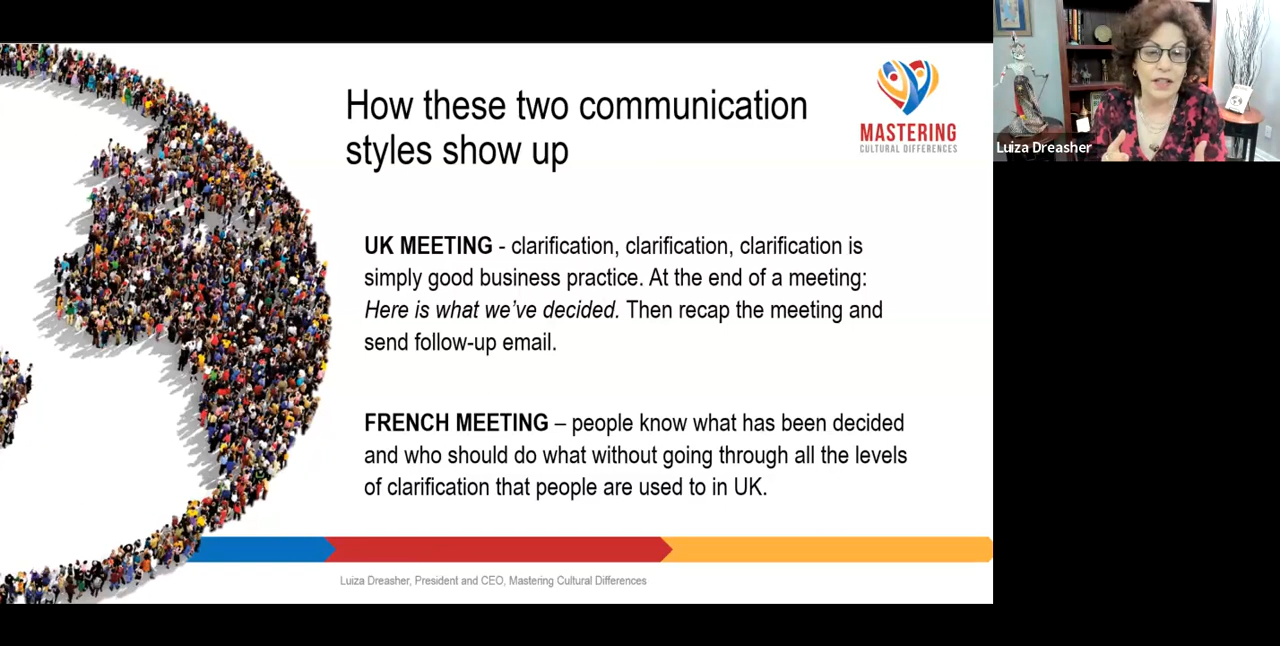 How these two communication
styles show up
MASTERING
CULTURAL DIFFERENCES
Luiza Dreasher
UK MEETING - clarification, clarification, clarification is
simply good business practice. At the end of a meeting:
Here is what we’ve decided. Then recap the meeting and
send follow-up email.
FRENCH MEETING – people know what has been decided
and who should do what without going through all the levels
of clarification that people are used to in UK.
Luiza Dreasher, President and CEO, Mastering Cultural Differences